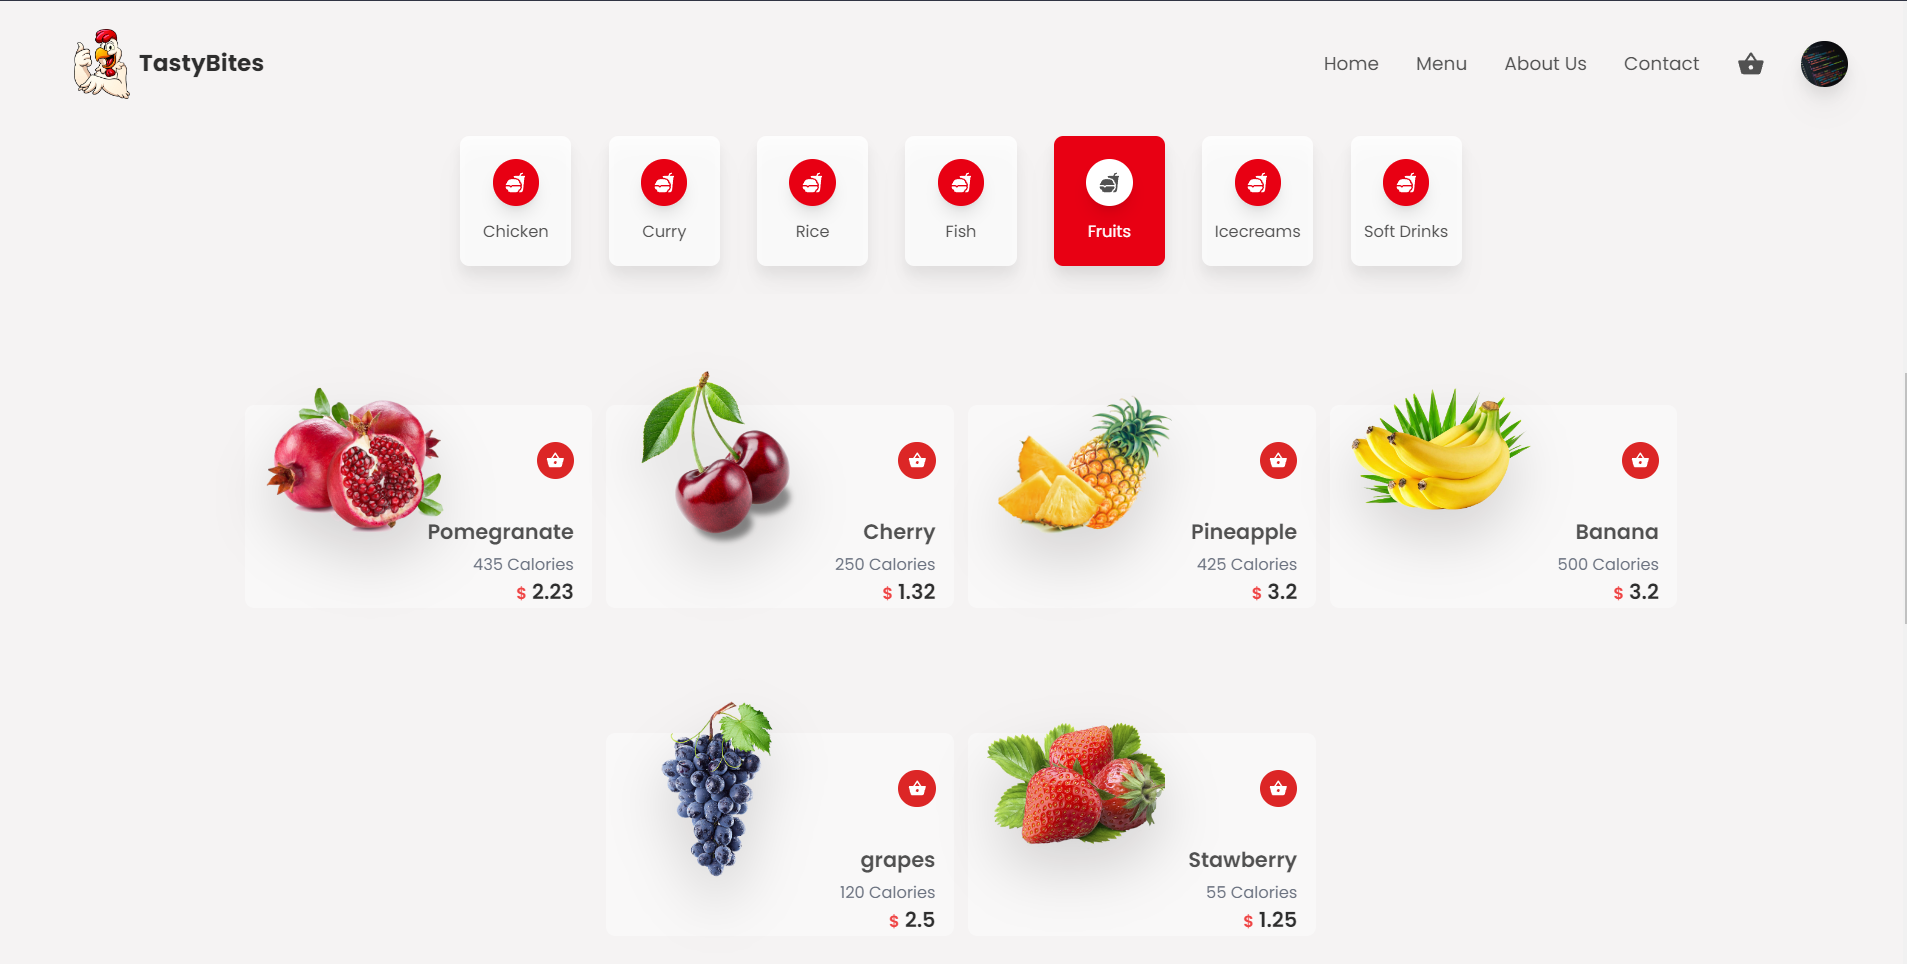 TastyBites
Home Menu About Us Contact
Chicken Curry Rice Fish Fruits Icecreams Soft Drinks
Pomegranate
435 Calories
$ 2.23
Cherry
250 Calories
$ 1.32
Pineapple
425 Calories
$ 3.2
Banana
500 Calories
$ 3.2
grapes
120 Calories
$ 2.5
Stawberry
55 Calories
$ 1.25